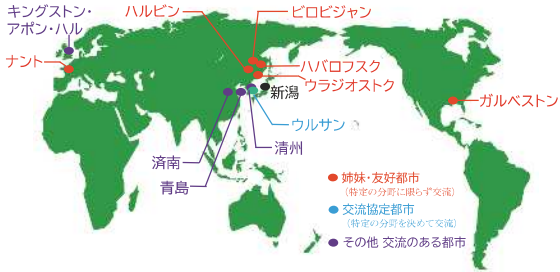 キングストン・
アポン・ハル
ハルビン
ビロビジャン
ナント
ハバロフスク
ウラジオストク
新潟
ガルベストン
ウルサン
清州
済南
青島
姉妹・友好都市
(特定の分野に限らず交流)
交流協定都市
(特定の分野を決めて交流)
その他 交流のある都市